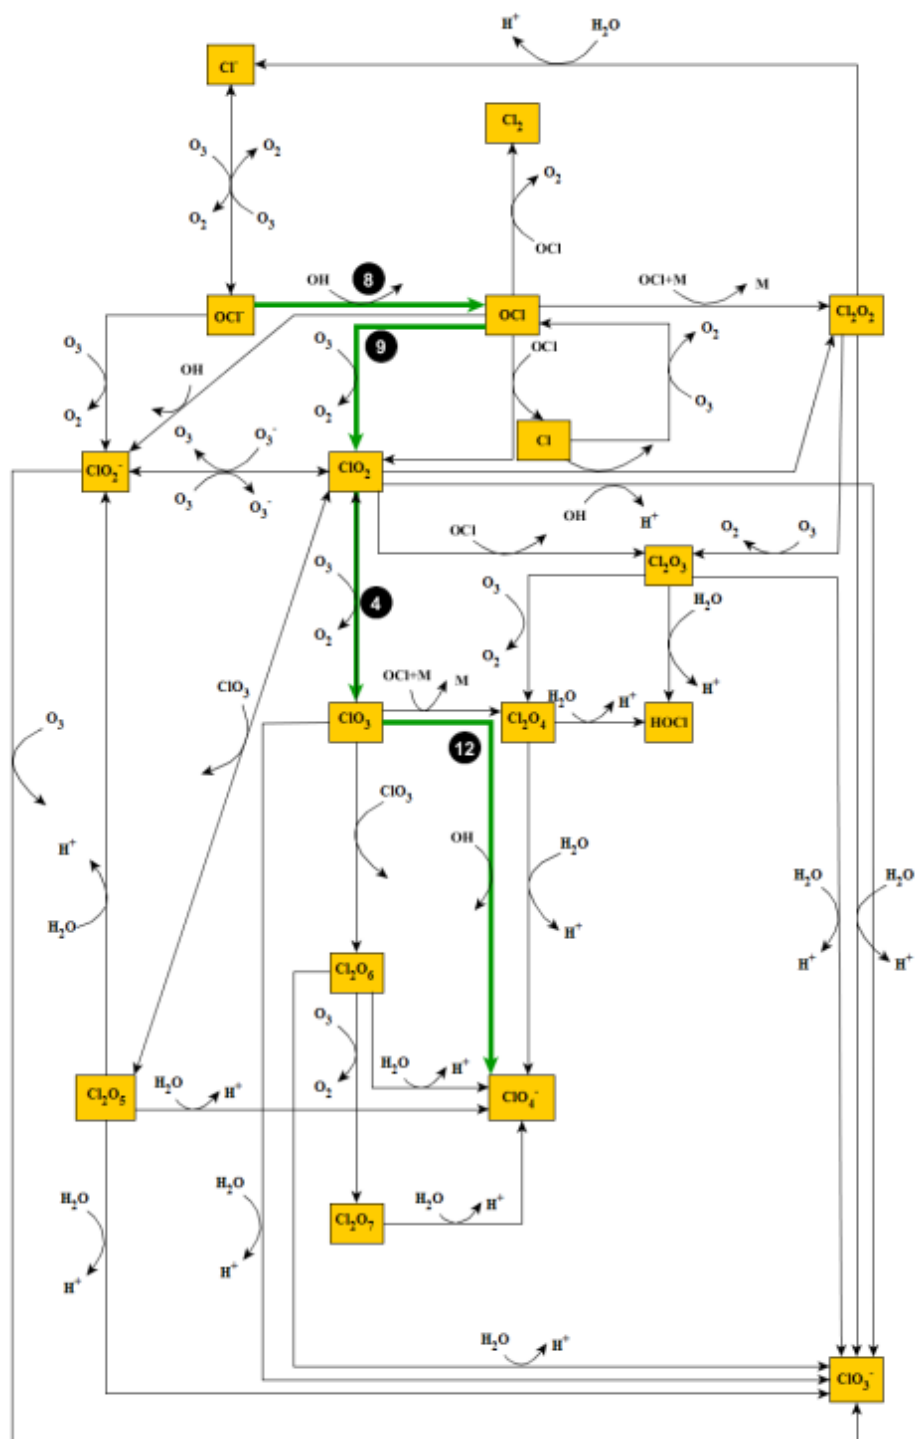 H⁺ H₂O
Cl⁻
Cl₂
O₃ O₂
O₂
O₂ O₃
OCl
OH 8 OCl+M M
OCl⁻ OCl Cl₂O₂
O₃ O₃ 9 OCl O₂
OH
O₂ O₂ O₃
Cl
O₃ O₃⁻
ClO₂⁻ ClO₂
O₃ O₃⁻ OH H⁺
OCl O₂ O₃
Cl₂O₃
O₃ O₃ H₂O
4
O₂ O₂ H⁺
ClO₃ OCl+M M
H₂O H⁺
O₃ ClO₃ Cl₂O₄ HOCl
12
ClO₃
H⁺ OH H₂O
H₂O H₂O H₂O
H⁺ H⁺ H⁺
Cl₂O₆
O₃
H₂O H⁺ O₂ H₂O H⁺
Cl₂O₅ ClO₄⁻
H₂O H₂O H₂O H⁺
Cl₂O₇
H⁺ H⁺
H₂O H⁺
ClO₃⁻